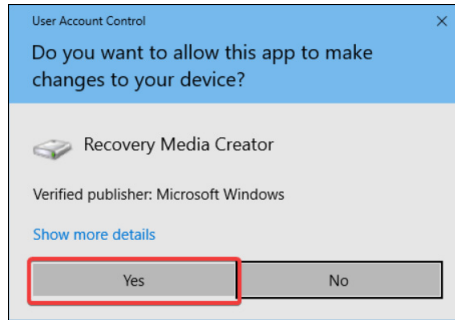 User Account Control
Do you want to allow this app to make
changes to your device?
Recovery Media Creator
Verified publisher: Microsoft Windows
Show more details
Yes
No